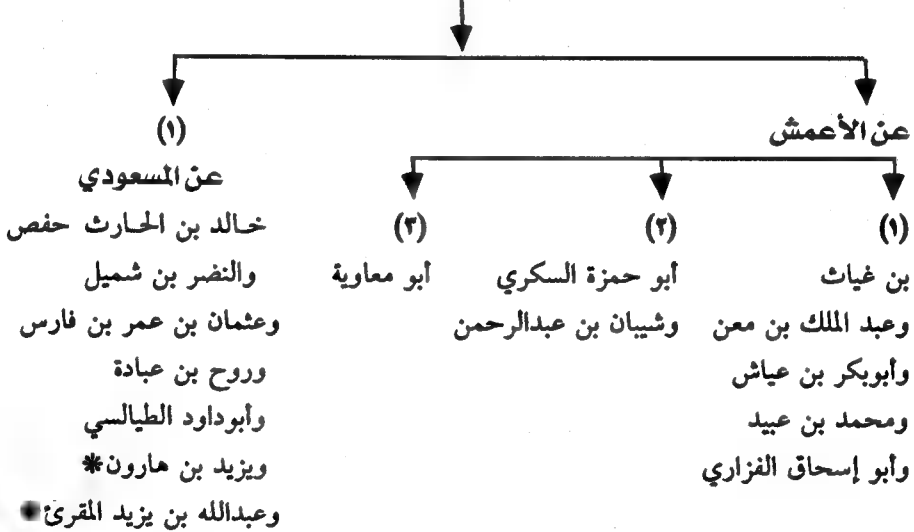 عن الأعمش
(١)
بن غياث
وعبد الملك بن معن
وأبوبكر بن عياش
ومحمد بن عبيد
وأبو إسحاق الفزاري
(٢)
أبو حمزة السكري
وشيبان بن عبدالرحمن
(٣)
أبو معاوية
(١)
عن المسعودي
خالد بن الحارث حفص
والنضر بن شميل
وعثمان بن عمر بن فارس
وروح بن عبادة
وأبوداود الطيالسي
ويزيد بن هارون*
وعبدالله بن يزيد المقرئ*